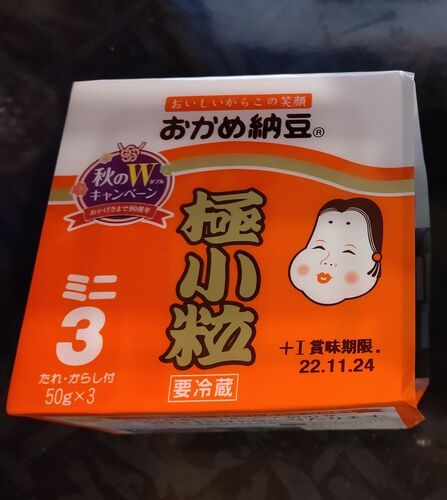 おいしいからこの笑顔
おかめ納豆®
秋のWダブル
キャンペーン
おかげさまで90周年
極小粒
ミニ
3
たれ・からし付
50g×3
要冷蔵
+I 賞味期限.
22.11.24